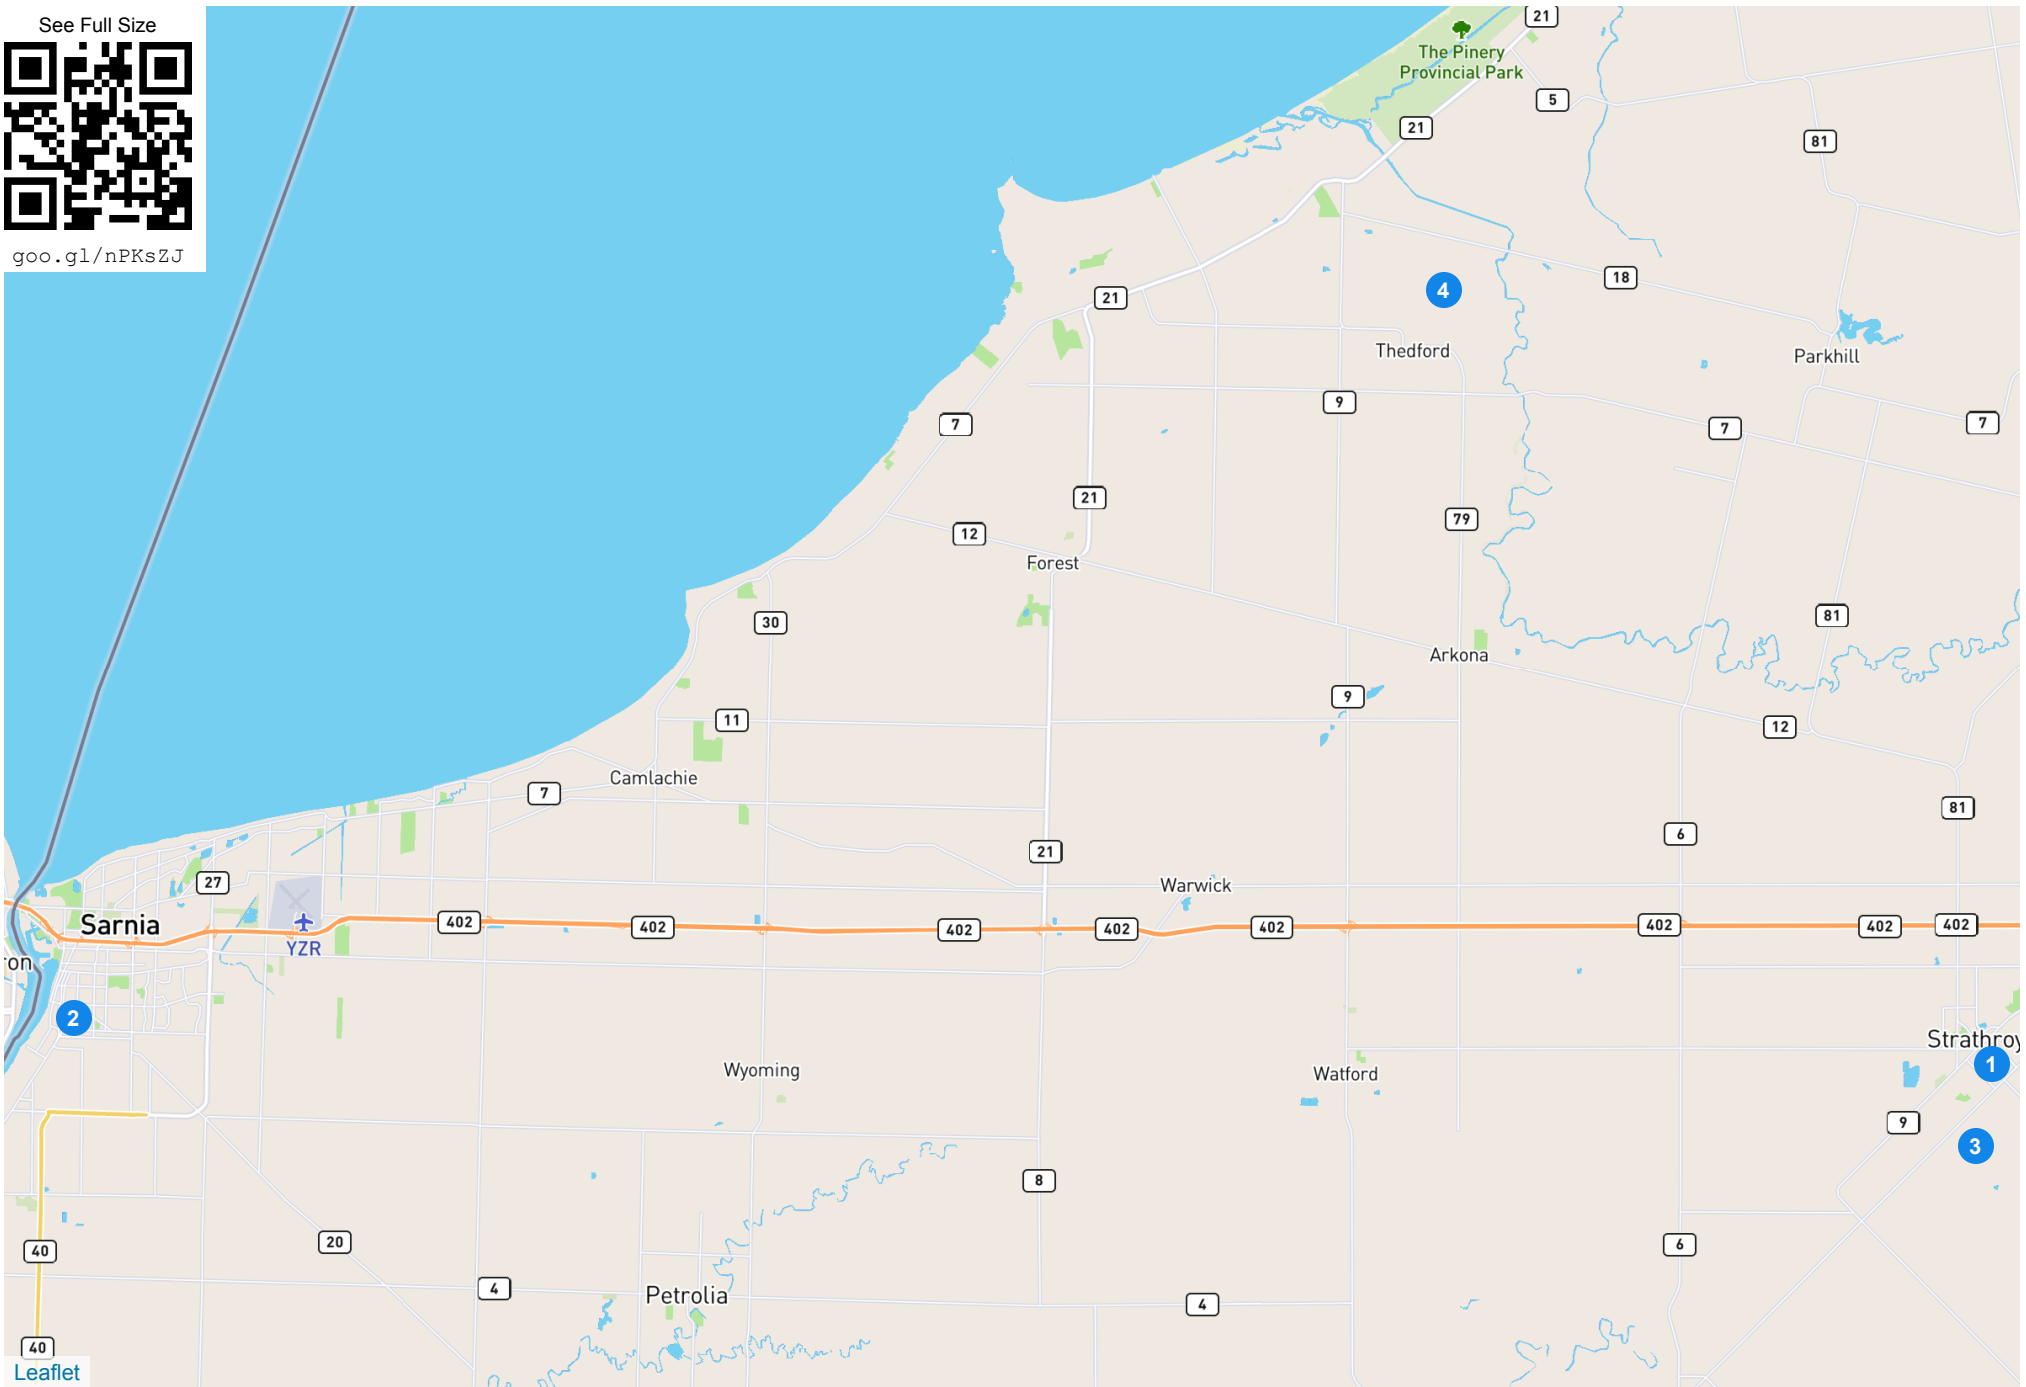 See Full Size
goo.gl/nPKsZJ
21
The Pinery
Provincial Park
5
21
81
18
4
21
Thedford
Parkhill
9
7
7
7
21
79
12
Forest
30
81
Arkona
9
11
12
Camlachie
7
81
6
21
27
Warwick
Sarnia
402
402
402
402
402
402
402
402
YZR
ron
2
Strathroy
1
Wyoming
Watford
9
3
8
20
6
40
4
Petrolia
4
40
Leaflet